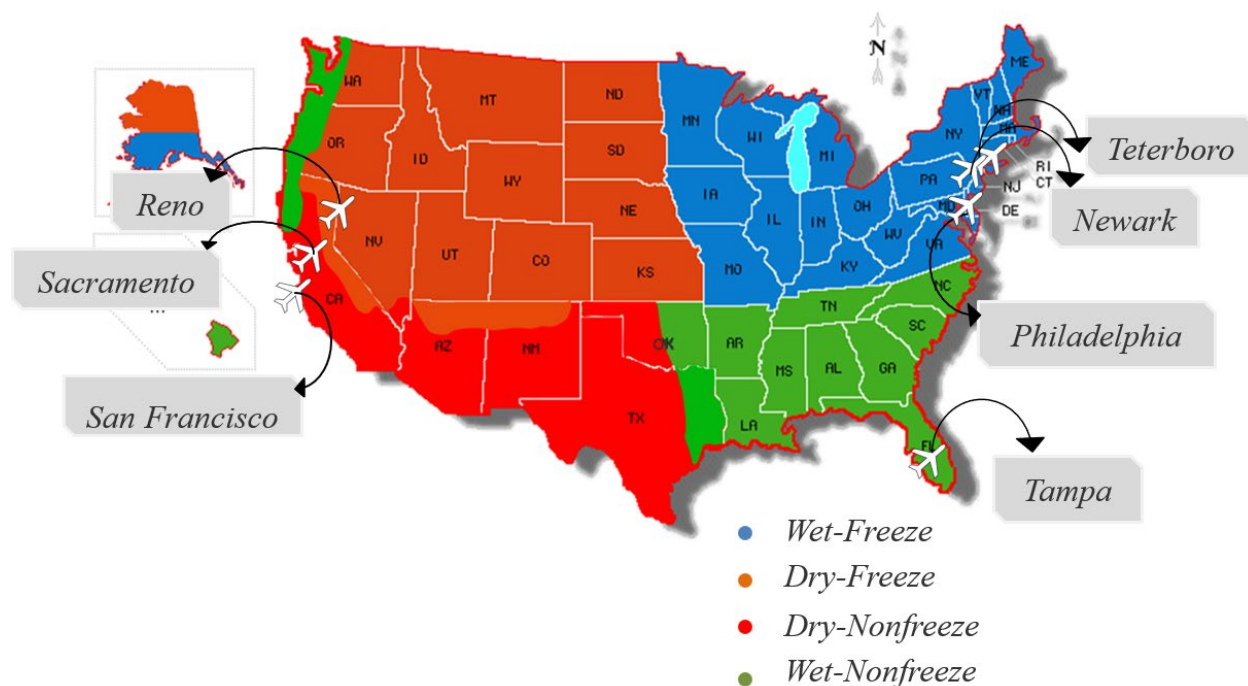 N
WA
MT
ND
MN
ME
VT
NH
MA
NY
WI
MI
OR
ID
SD
WY
IA
PA
RI
CT
NJ
DE
MD
NE
IL
IN
OH
WV
VA
NV
UT
CO
KS
MO
KY
CA
NC
TN
AZ
NM
OK
AR
SC
MS
AL
GA
TX
LA
FL
Teterboro
Newark
Reno
Sacramento
...
San Francisco
Philadelphia
Tampa
Wet-Freeze
Dry-Freeze
Dry-Nonfreeze
Wet-Nonfreeze